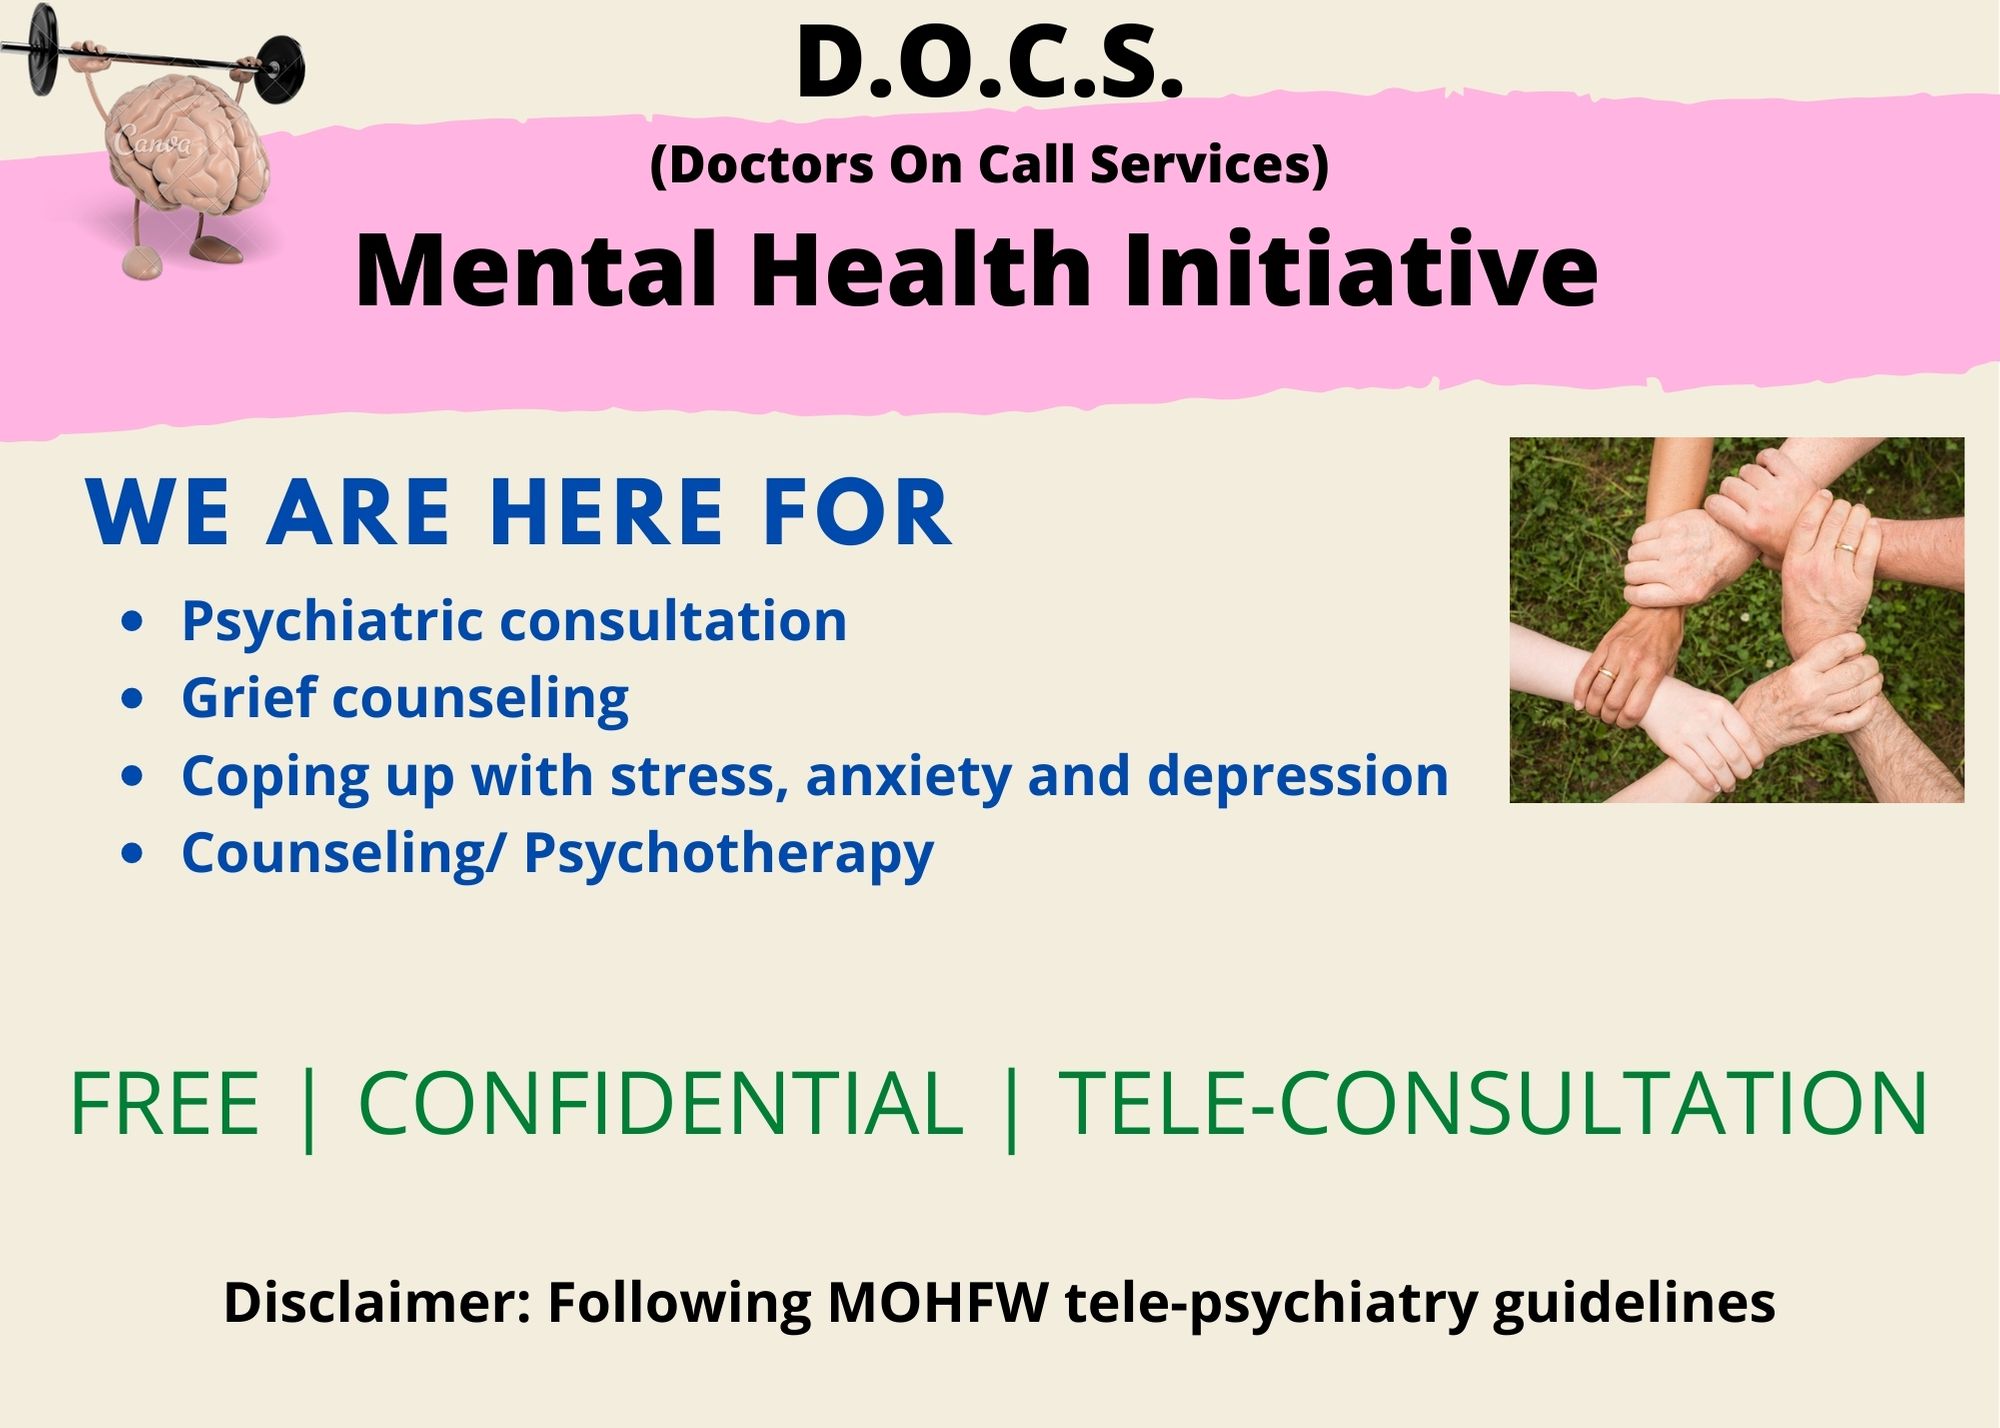 D.O.C.S.
(Doctors On Call Services)
Mental Health Initiative
Canva
WE ARE HERE FOR
• Psychiatric consultation
• Grief counseling
• Coping up with stress, anxiety and depression
• Counseling/ Psychotherapy
FREE | CONFIDENTIAL | TELE-CONSULTATION
Disclaimer: Following MOHFW tele-psychiatry guidelines